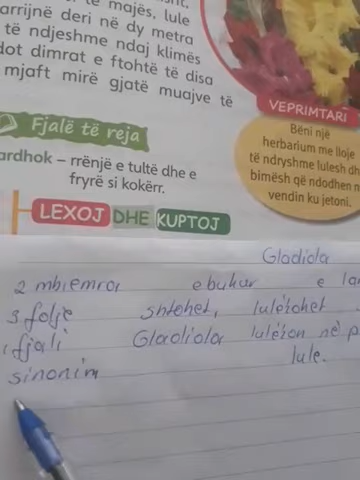 të majës, lule
arrijnë deri në dy metra
të ndjeshme ndaj klimës
dot dimrat e ftohtë të disa
mjaft mirë gjatë muajve të
Fjalë të reja
ardhok – rrënjë e tultë dhe e
fryrë si kokërr.
LEXOJ DHE KUPTOJ
VEPRIMTARI
Bëni një
herbarium me lloje
të ndryshme lulesh dh
bimësh që ndodhen n
vendin ku jetoni.
Gladiola
2 mbiemra e bukur e la
3 folje shtohet, lulëzohet
1 fjali Gladiola lulëzon në p
lule.
sinonim